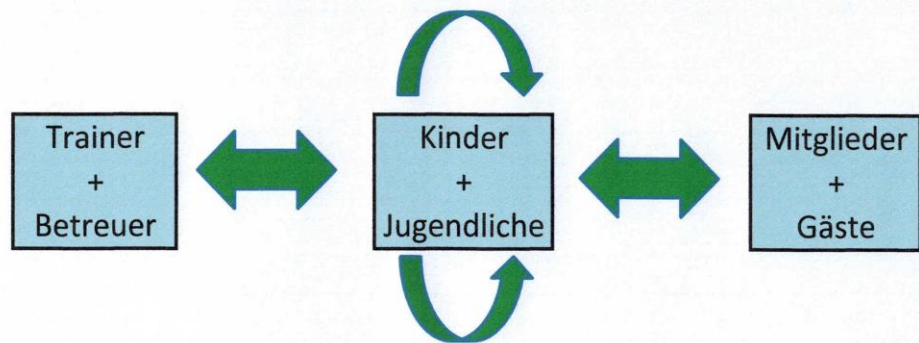 Trainer
+
Betreuer
Kinder
+
Jugendliche
Mitglieder
+
Gäste